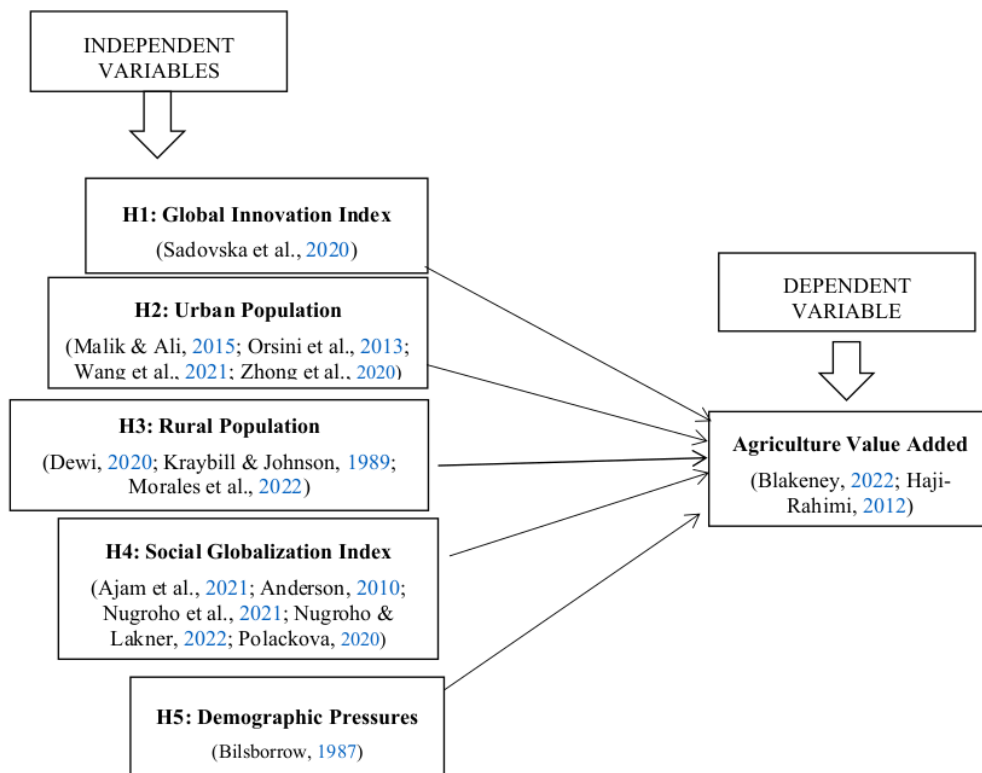 INDEPENDENT
VARIABLES
H1: Global Innovation Index
(Sadovska et al., 2020)
H2: Urban Population
(Malik & Ali, 2015; Orsini et al., 2013;
Wang et al., 2021; Zhong et al., 2020)
H3: Rural Population
(Dewi, 2020; Kraybill & Johnson, 1989;
Morales et al., 2022)
H4: Social Globalization Index
(Ajam et al., 2021; Anderson, 2010;
Nugroho et al., 2021; Nugroho &
Lakner, 2022; Polackova, 2020)
H5: Demographic Pressures
(Bilsborrow, 1987)
DEPENDENT
VARIABLE
Agriculture Value Added
(Blakeney, 2022; Haji-
Rahimi, 2012)